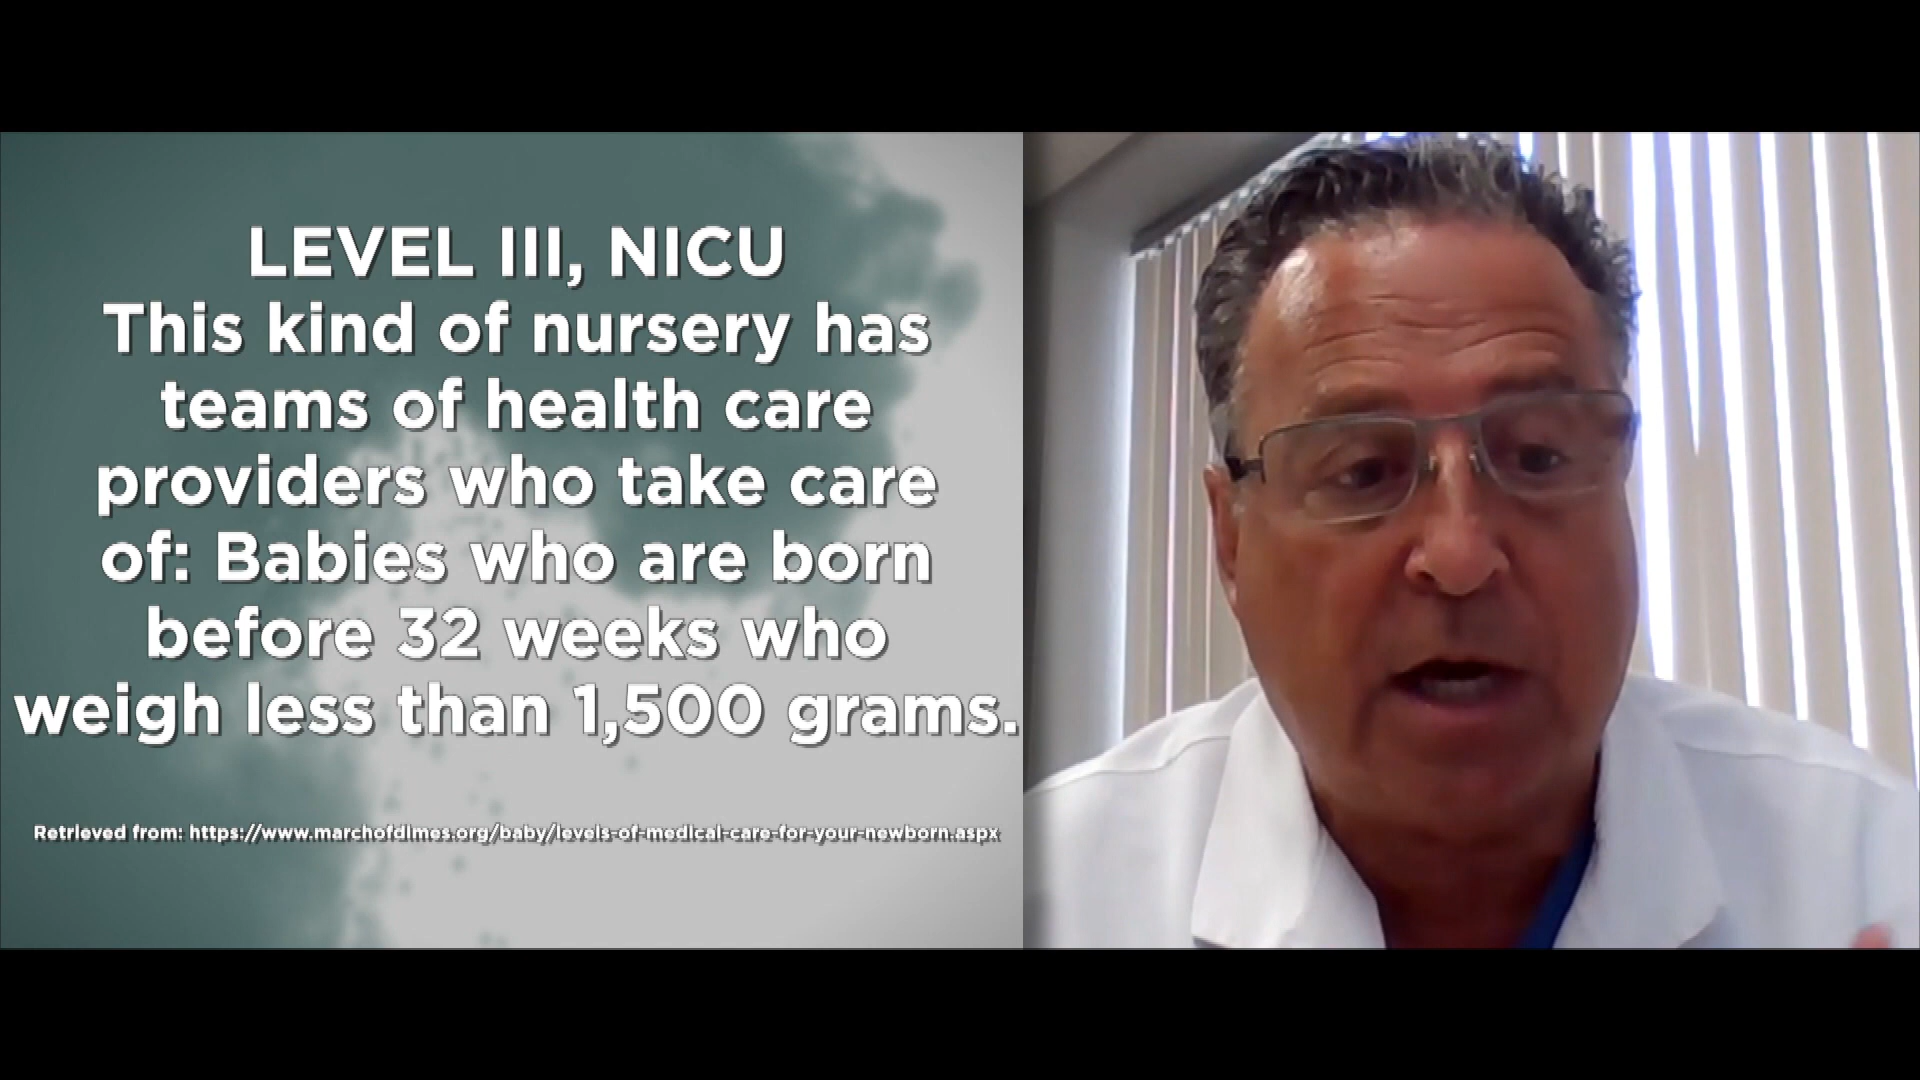 LEVEL III, NICU
This kind of nursery has
teams of health care
providers who take care
of: Babies who are born
before 32 weeks who
weigh less than 1,500 grams.
Retrieved from: https://www.marchofdimes.org/baby/levels-of-medical-care-for-your-newborn.aspx